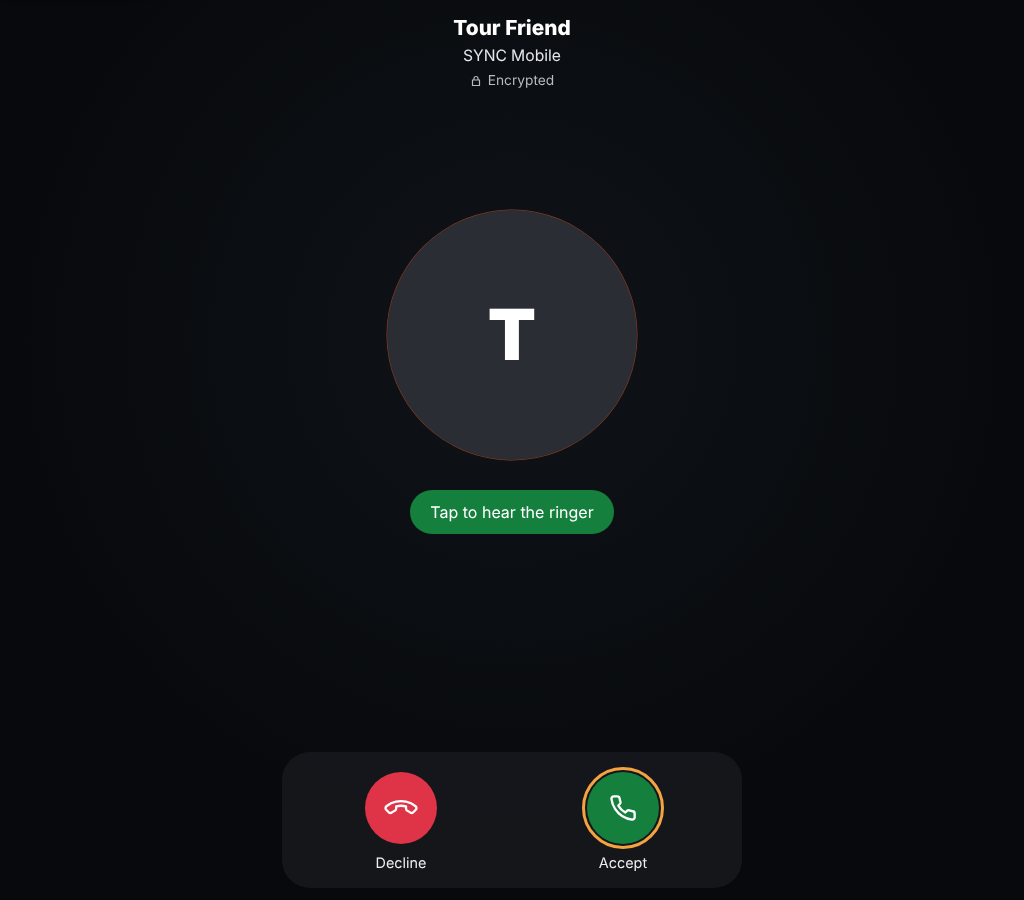 Tour Friend
SYNC Mobile
Encrypted
T
Tap to hear the ringer
Decline
Accept